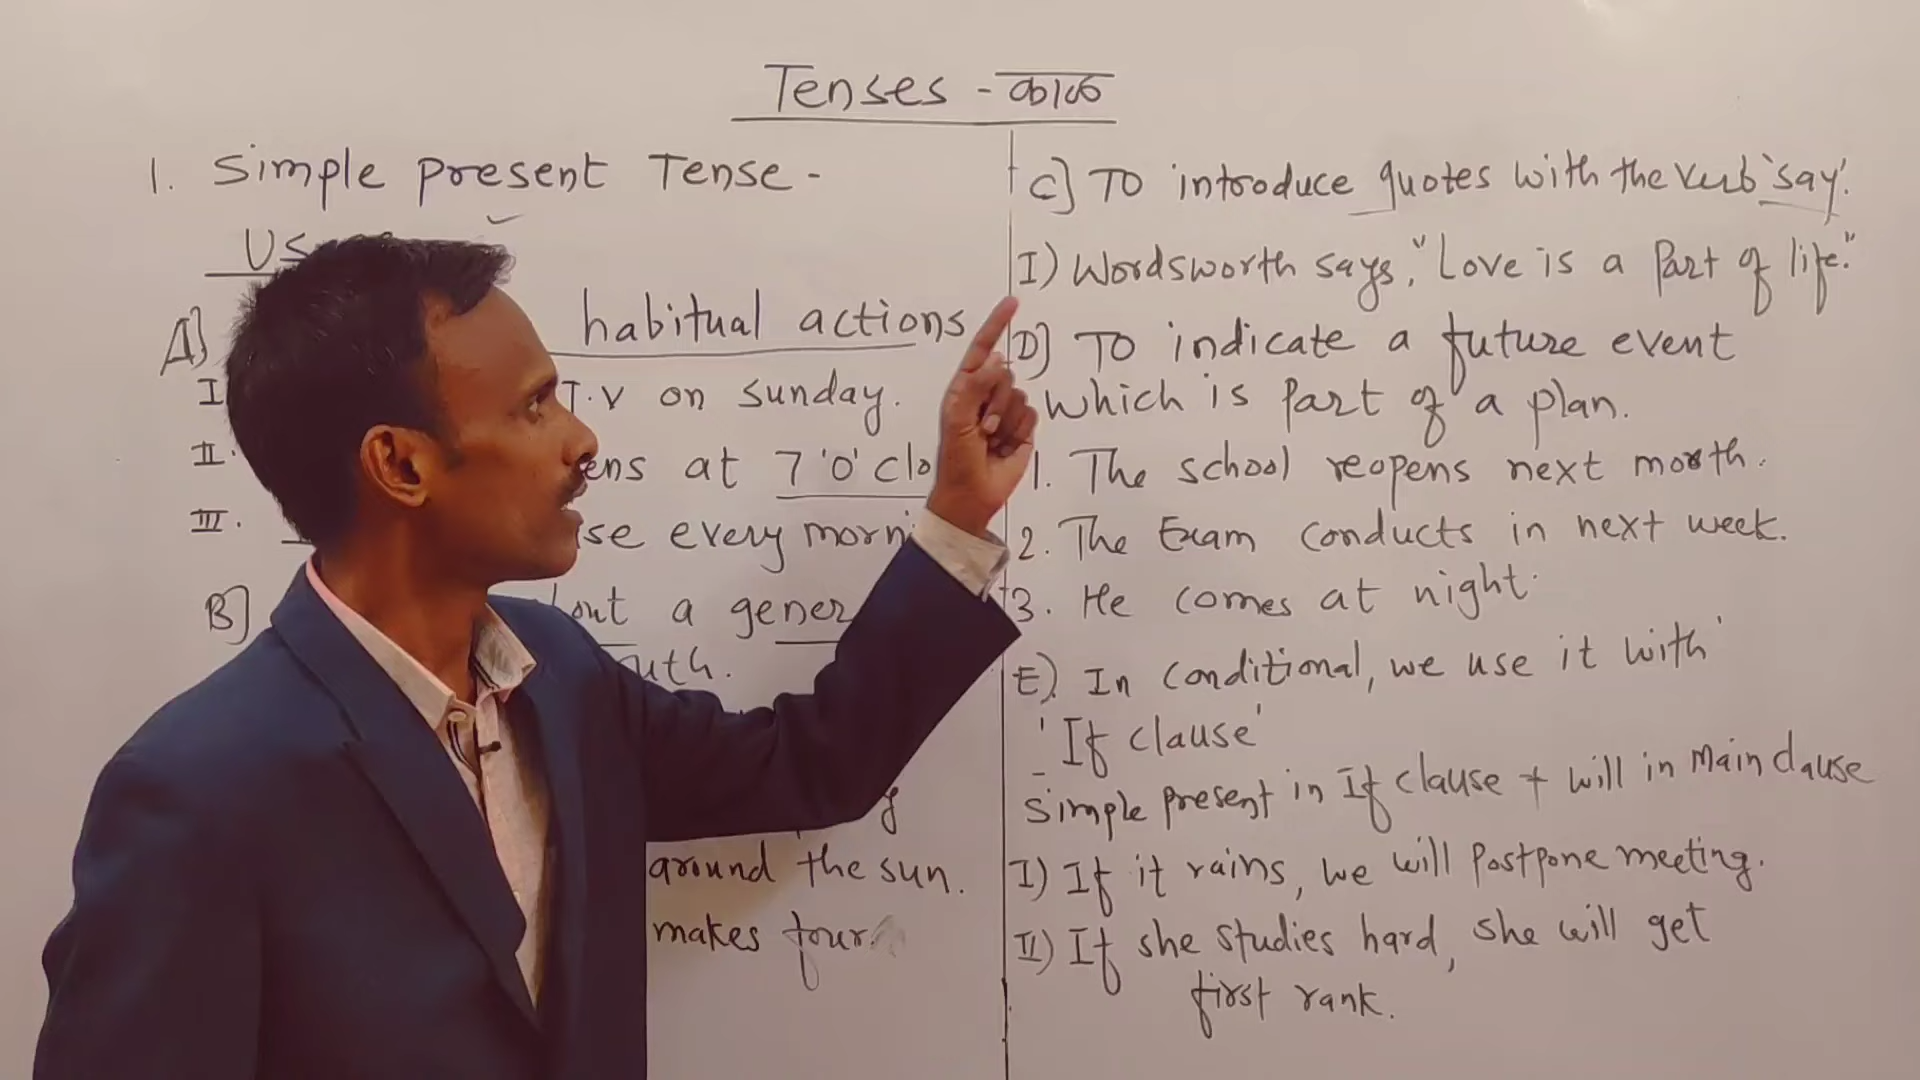 Tenses - काळ
1. Simple present Tense -
A]
habitual actions
I
T.V on sunday.
II.
at 7 'O' clo
III.
every morni
B]
a gener
around the sun.
makes four
C] To introduce quotes with the verb 'say'.
I) Wordsworth says, "Love is a Part of life."
D] To indicate a future event
which is Part of a plan.
1. The school reopens next month.
2. The Exam conducts in next week.
3. He comes at night.
E). In conditional, we use it with
'If clause'
Simple present in If clause + will in main clause
I) If it rains, we will Postpone meeting.
II) If she studies hard, she will get
first rank.